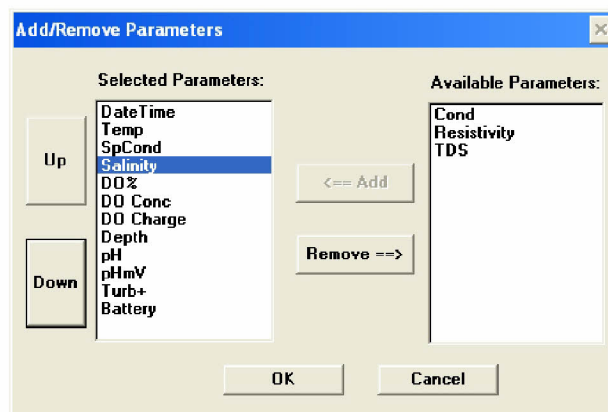 Add/Remove Parameters
Selected Parameters:
Available Parameters:
Up
Down
DateTime
Temp
SpCond
Salinity
DO%
DO Conc
DO Charge
Depth
pH
pHmV
Turb+
Battery
<== Add
Remove ==>
Cond
Resistivity
TDS
OK
Cancel